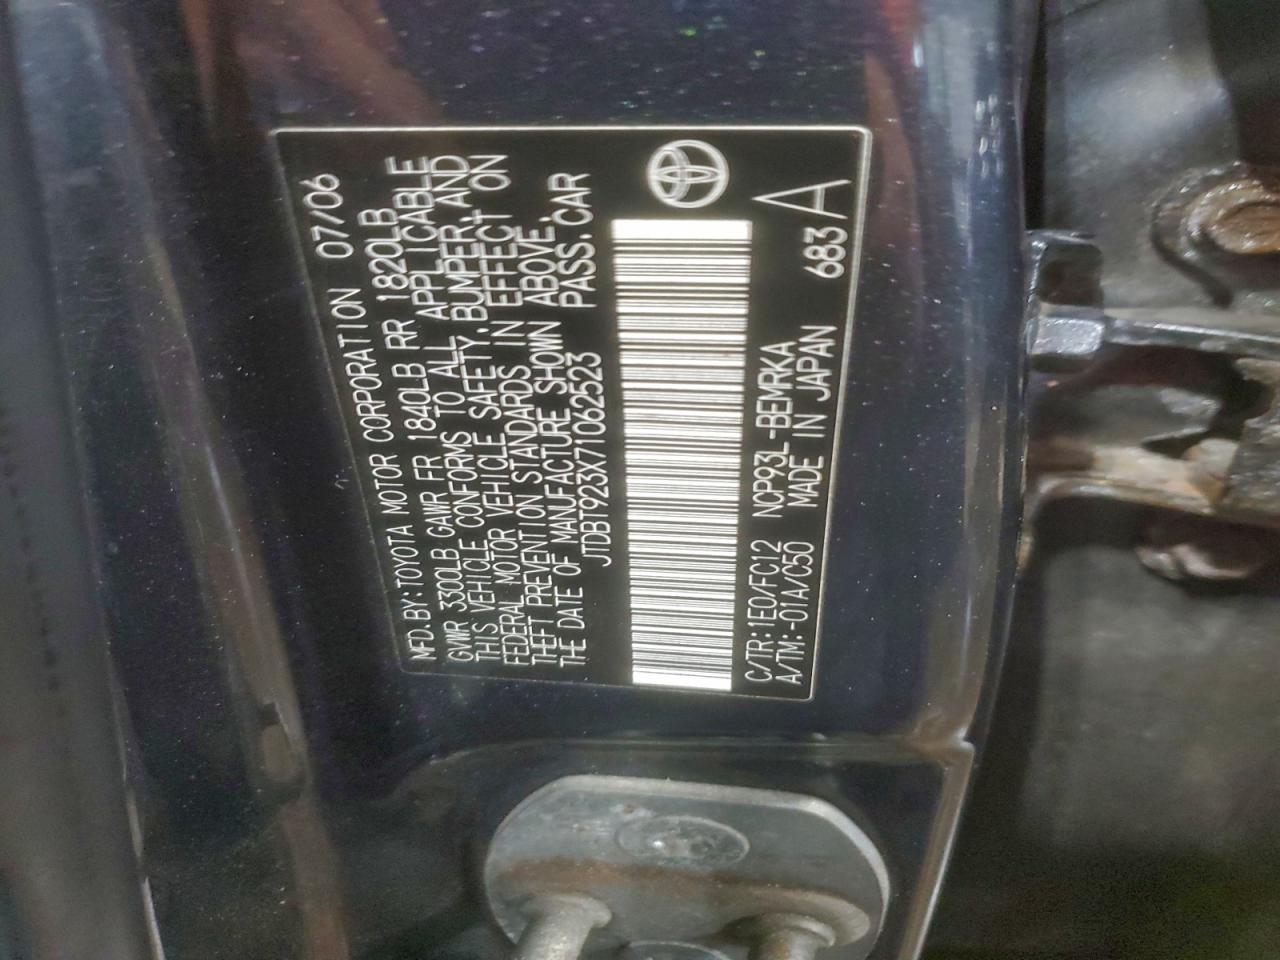 MFD.BY:TOYOTA MOTOR CORPORATION 07/06
GVWR 3300LB GAWR FR 1840LB RR 1820LB
THIS VEHICLE CONFORMS TO ALL APPLICABLE
FEDERAL MOTOR VEHICLE SAFETY,BUMPER,AND
THEFT PREVENTION STANDARDS IN EFFECT ON
THE DATE OF MANUFACTURE SHOWN ABOVE.
JTDBT923X71062523 PASS.CAR
C/TR:1E0/FC12 NCP93L-BEMRKA 683
A/TM:-01A/C50 MADE IN JAPAN A